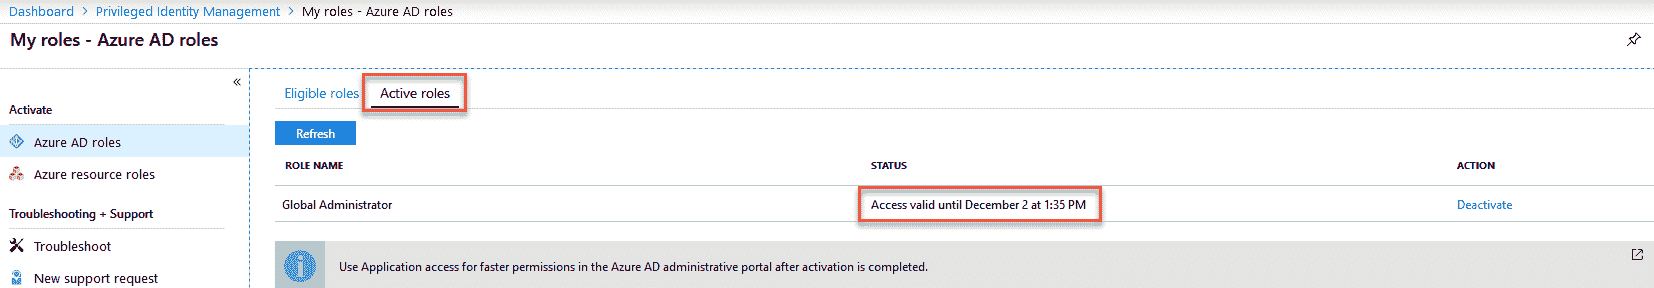 Dashboard > Privileged Identity Management > My roles - Azure AD roles
My roles - Azure AD roles
«
Activate
Azure AD roles
Azure resource roles
Troubleshooting + Support
Troubleshoot
New support request
Eligible roles Active roles
Refresh
ROLE NAME STATUS ACTION
Global Administrator Access valid until December 2 at 1:35 PM Deactivate
Use Application access for faster permissions in the Azure AD administrative portal after activation is completed.